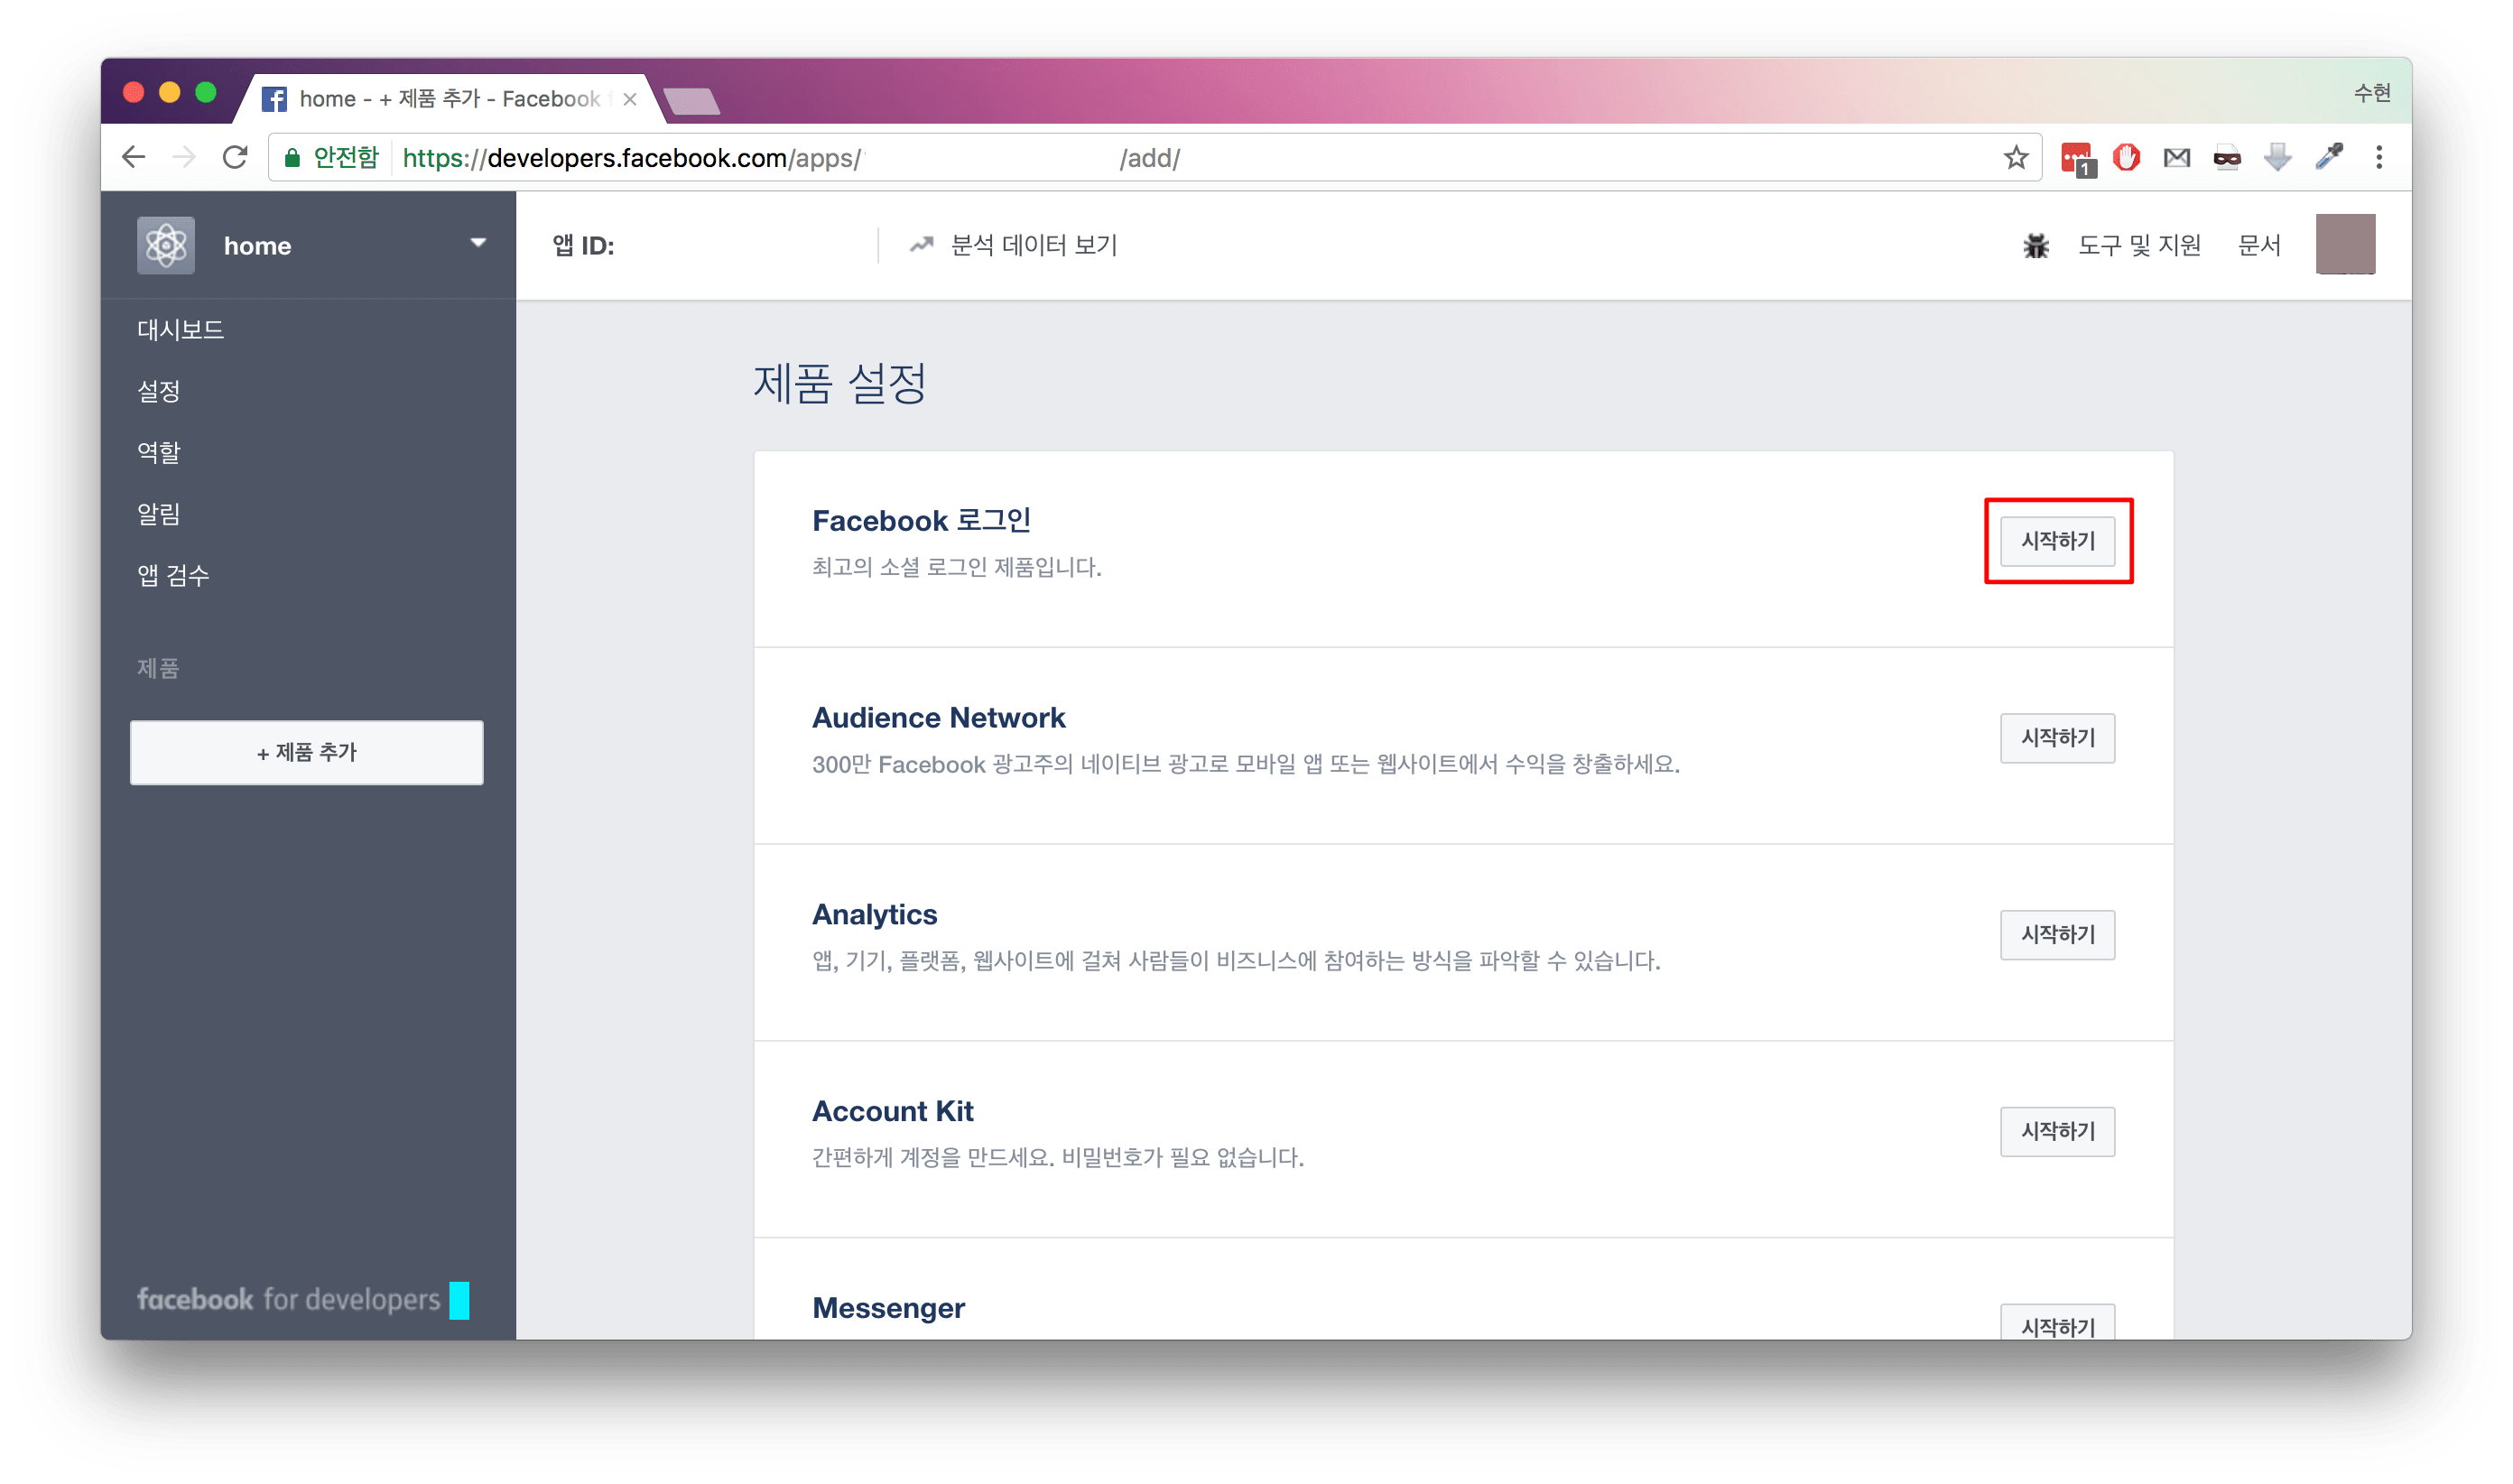 home - + 제품 추가 - Facebook f
수현
안전함 https://developers.facebook.com/apps/ /add/
1
home
앱 ID:
분석 데이터 보기
도구 및 지원
문서
대시보드
설정
역할
알림
앱 검수
제품
+ 제품 추가
facebook for developers
제품 설정
Facebook 로그인
최고의 소셜 로그인 제품입니다.
시작하기
Audience Network
300만 Facebook 광고주의 네이티브 광고로 모바일 앱 또는 웹사이트에서 수익을 창출하세요.
시작하기
Analytics
앱, 기기, 플랫폼, 웹사이트에 걸쳐 사람들이 비즈니스에 참여하는 방식을 파악할 수 있습니다.
시작하기
Account Kit
간편하게 계정을 만드세요. 비밀번호가 필요 없습니다.
시작하기
Messenger
시작하기